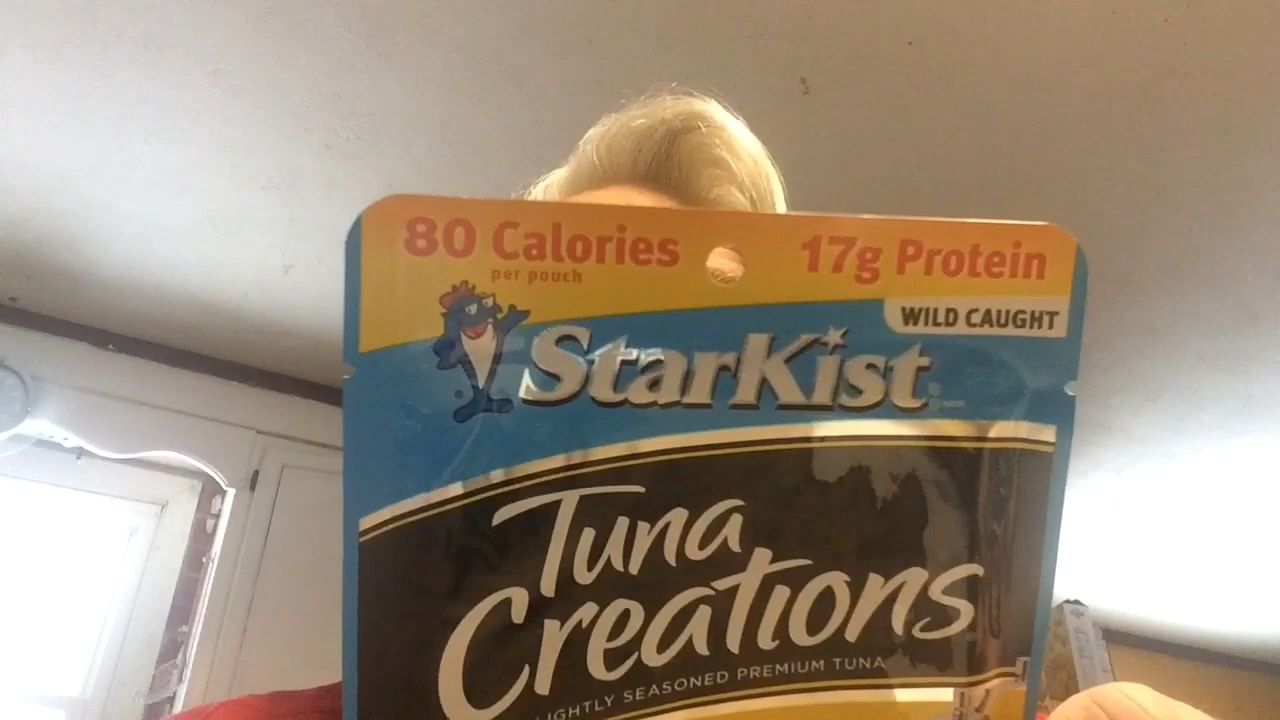 80 Calories 17g Protein
per pouch
WILD CAUGHT
StarKist
Tuna
Creations
LIGHTLY SEASONED PREMIUM TUNA